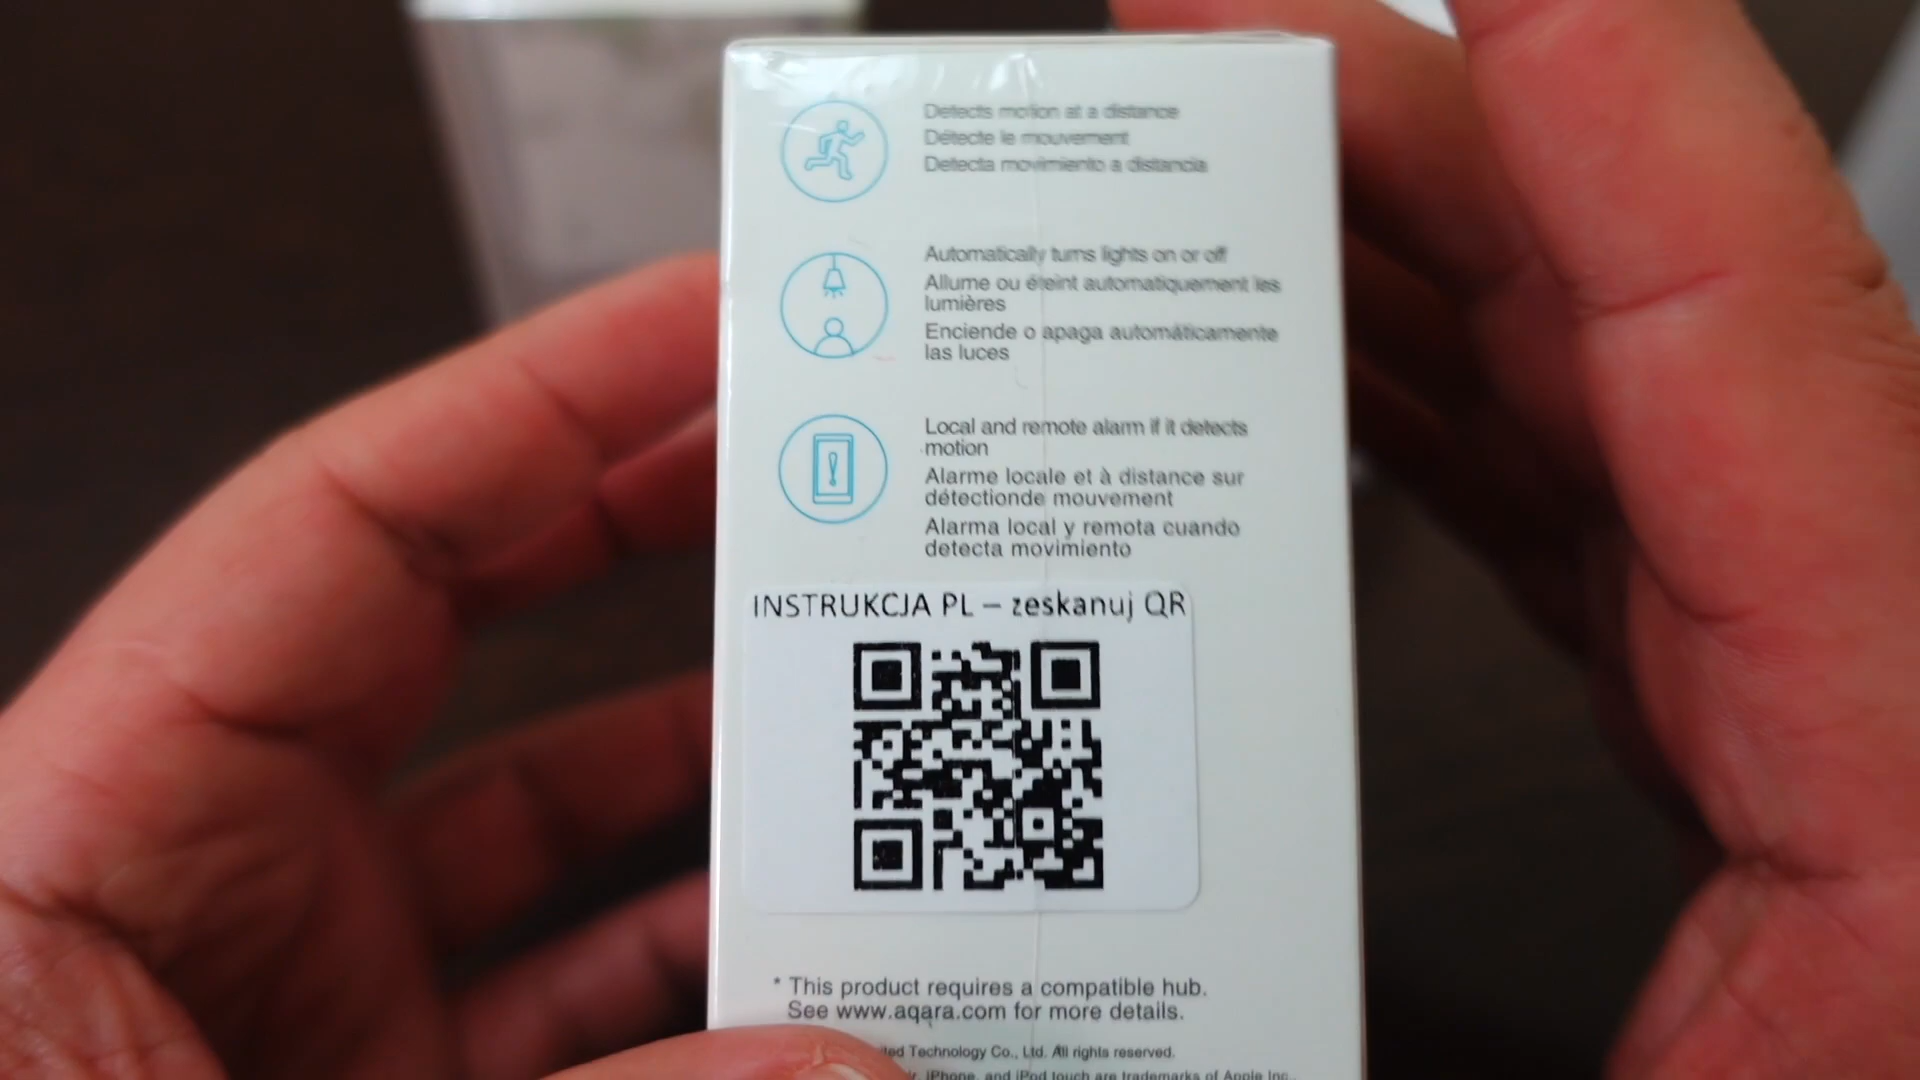 Detects motion at a distance
Détecte le mouvement
Detecta movimiento a distancia
Automatically turns lights on or off
Allume ou éteint automatiquement les
lumières
Enciende o apaga automáticamente
las luces
Local and remote alarm if it detects
motion
Alarme locale et à distance sur
détectionde mouvement
Alarma local y remota cuando
detecta movimiento
INSTRUKCJA PL – zeskanuj QR
* This product requires a compatible hub.
See www.aqara.com for more details.
Technology Co., Ltd. All rights reserved.
iPhone, and iPod touch are trademarks of Apple Inc.,